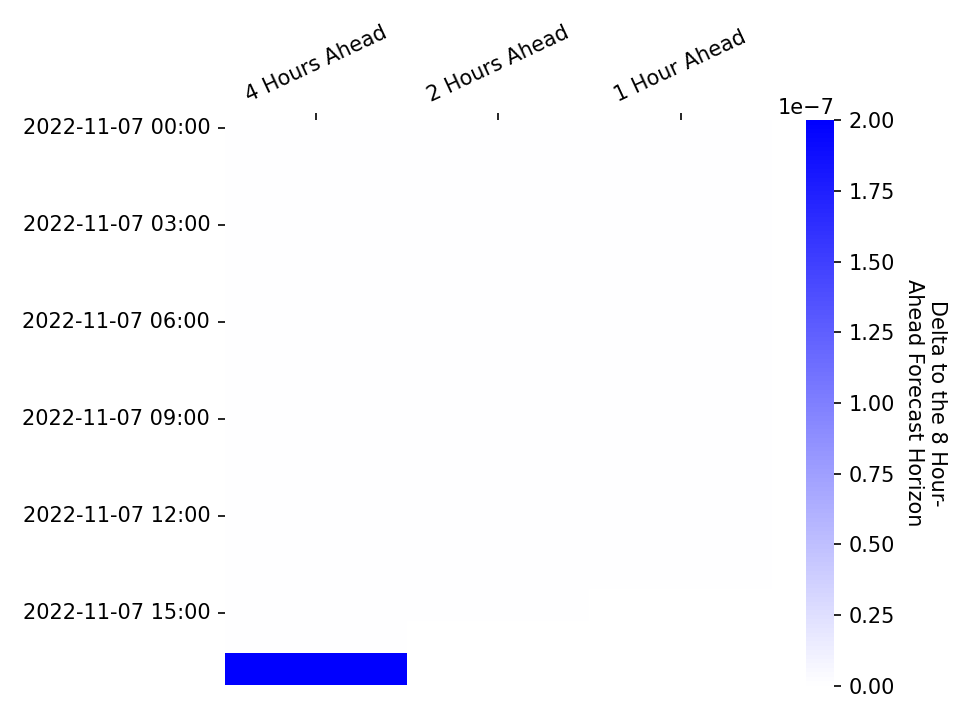 4 Hours Ahead
2 Hours Ahead
1 Hour Ahead
1e−7
2022-11-07 00:00
2022-11-07 03:00
2022-11-07 06:00
2022-11-07 09:00
2022-11-07 12:00
2022-11-07 15:00
2.00
1.75
1.50
1.25
1.00
0.75
0.50
0.25
0.00
Delta to the 8 Hour-
Ahead Forecast Horizon